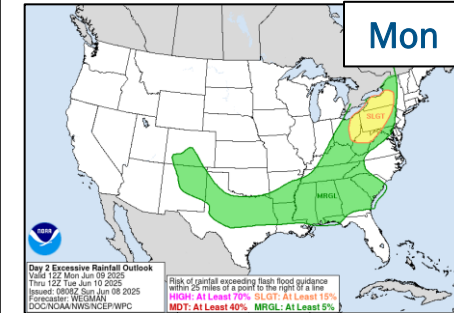 Mon
SLGT
MRGL
NOAA
Day 2 Excessive Rainfall Outlook
Valid 12Z Mon Jun 09 2025
Thru 12Z Tue Jun 10 2025
Issued: 0808Z Sun Jun 08 2025
Forecaster: WEGMAN
DOC/NOAA/NWS/NCEP/WPC
Risk of rainfall exceeding flash flood guidance
within 25 miles of a point to the right of a line
HIGH: At Least 70% SLGT: At Least 15%
MDT: At Least 40% MRGL: At Least 5%